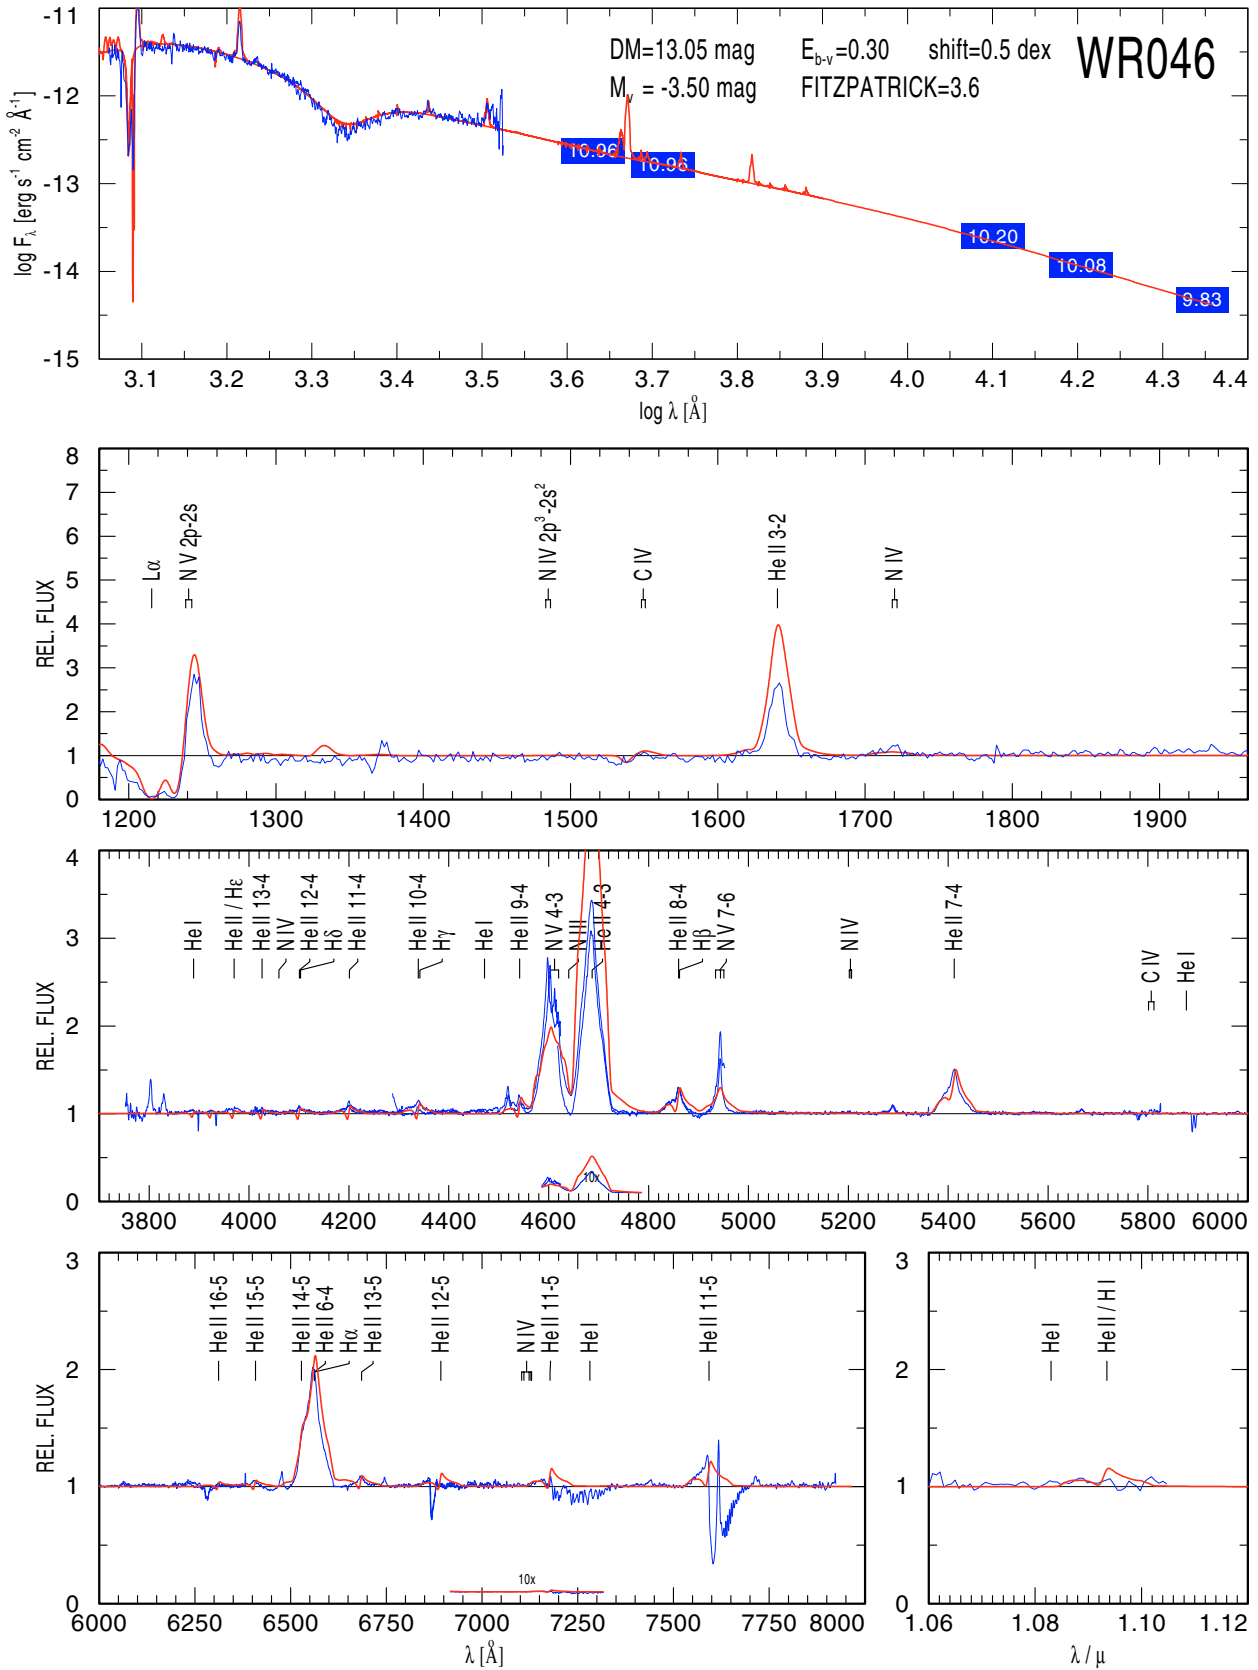 DM=13.05 mag E_b-v=0.30 shift=0.5 dex WR046
M_v = -3.50 mag FITZPATRICK=3.6
log F_λ [erg s^-1 cm^-2 Å^-1]
-11
-12
-13
-14
-15
10.96
10.96
10.20
10.08
9.83
3.1 3.2 3.3 3.4 3.5 3.6 3.7 3.8 3.9 4.0 4.1 4.2 4.3 4.4
log λ [Å]
REL. FLUX
8
7
6
5
4
3
2
1
0
Lα
N V 2p-2s
N IV 2p³-2s²
C IV
He II 3-2
N IV
1200 1300 1400 1500 1600 1700 1800 1900
REL. FLUX
4
3
2
1
0
He I
He II / Hε
He II 13-4
N IV
He II 12-4
Hδ
He II 11-4
He II 10-4
Hγ
He I
He II 9-4
N V 4-3
N III
He II 4-3
He II 8-4
Hβ
N V 7-6
N IV
He II 7-4
C IV
He I
10x
3800 4000 4200 4400 4600 4800 5000 5200 5400 5600 5800 6000
REL. FLUX
3
2
1
0
He II 16-5
He II 15-5
He II 14-5
He II 6-4
Hα
He II 13-5
He II 12-5
N IV
He II 11-5
He I
He II 11-5
10x
6000 6250 6500 6750 7000 7250 7500 7750 8000
λ [Å]
3
2
1
0
He I
He II / H I
1.06 1.08 1.10 1.12
λ / μ